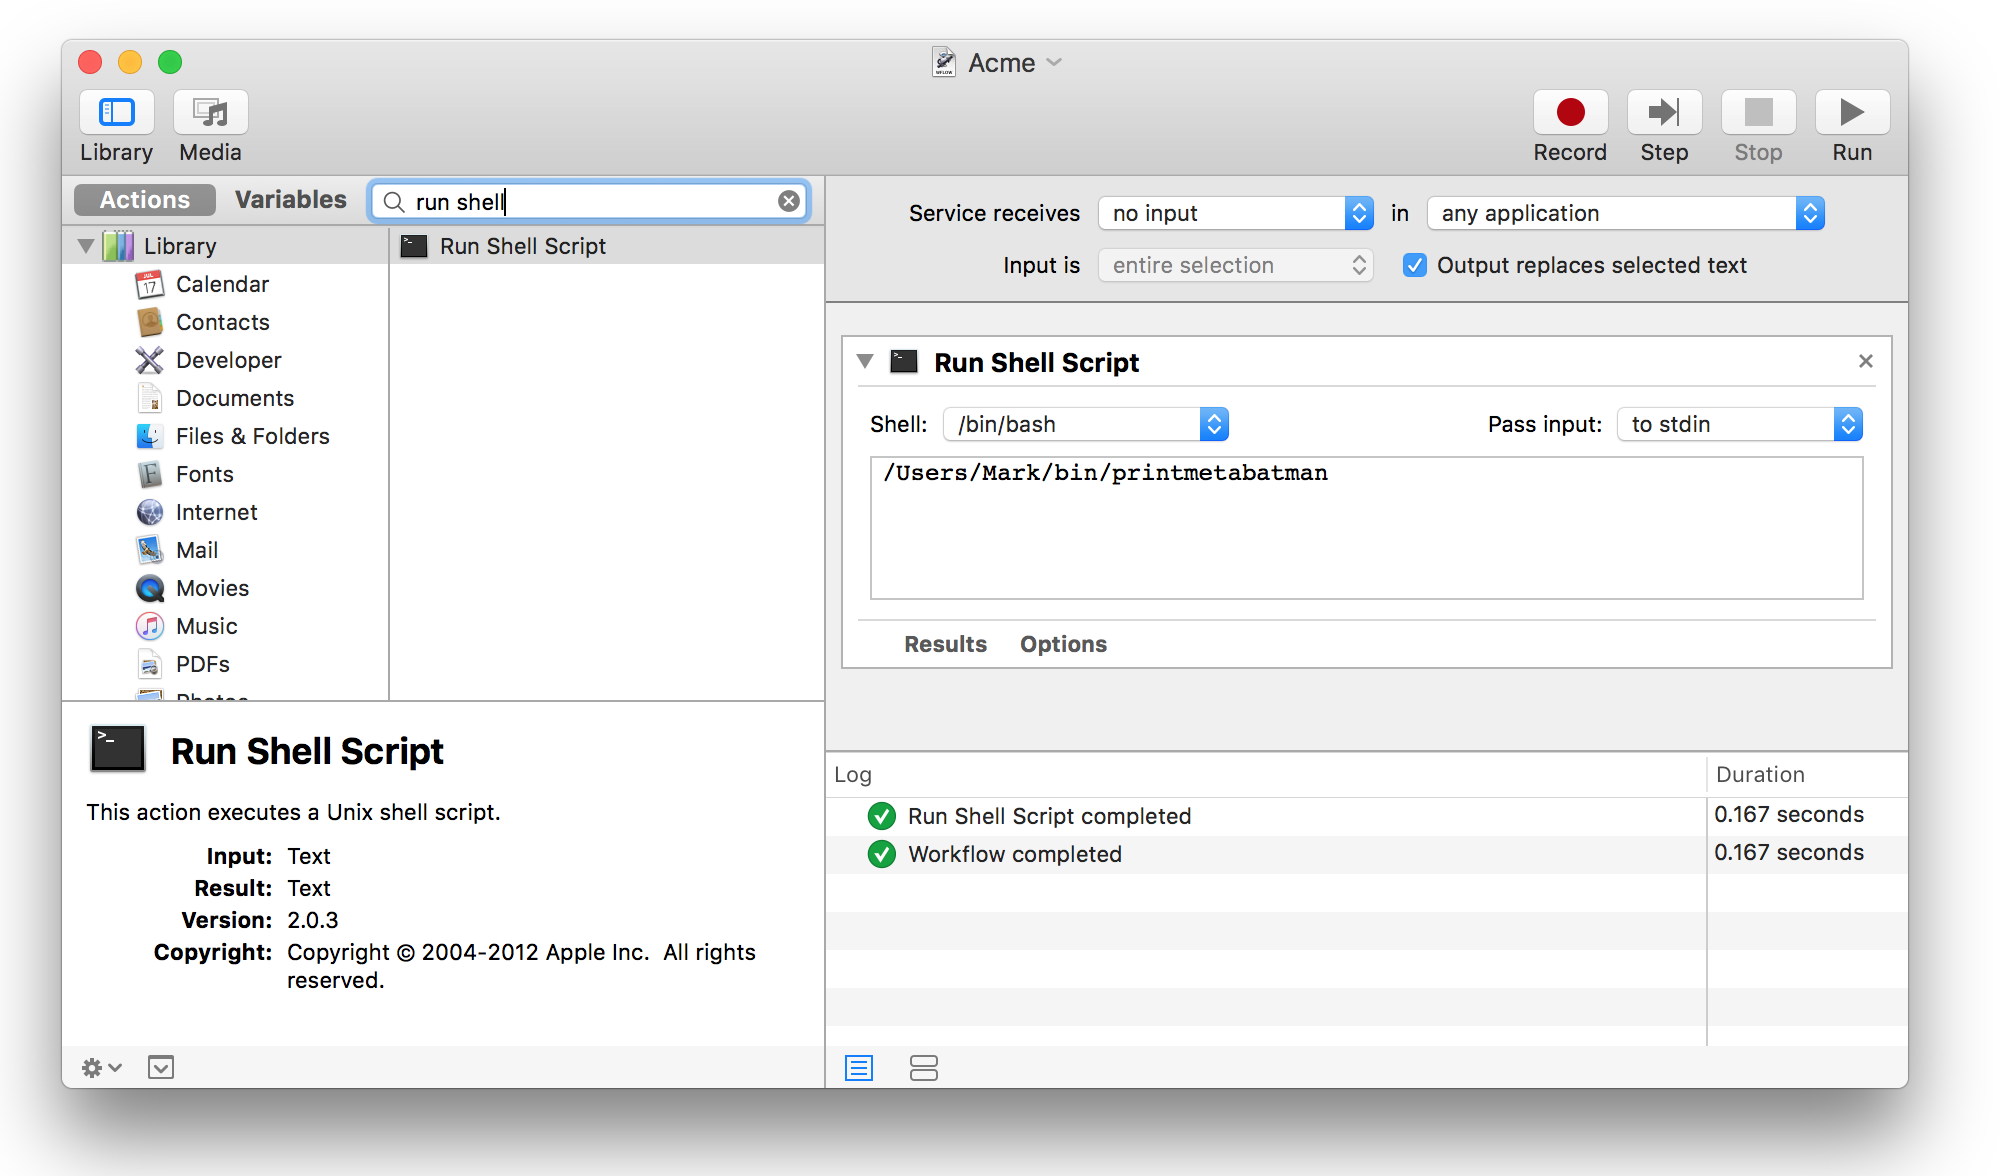 Acme
Library
Media
Record
Step
Stop
Run
Actions
Variables
run shell
Library
Calendar
Contacts
Developer
Documents
Files & Folders
Fonts
Internet
Mail
Movies
Music
PDFs
Photos
Run Shell Script
Run Shell Script
This action executes a Unix shell script.
Input: Text
Result: Text
Version: 2.0.3
Copyright: Copyright © 2004-2012 Apple Inc. All rights
reserved.
Service receives no input in any application
Input is entire selection Output replaces selected text
Run Shell Script
Shell: /bin/bash Pass input: to stdin
/Users/Mark/bin/printmetabatman
Results Options
Log Duration
Run Shell Script completed 0.167 seconds
Workflow completed 0.167 seconds